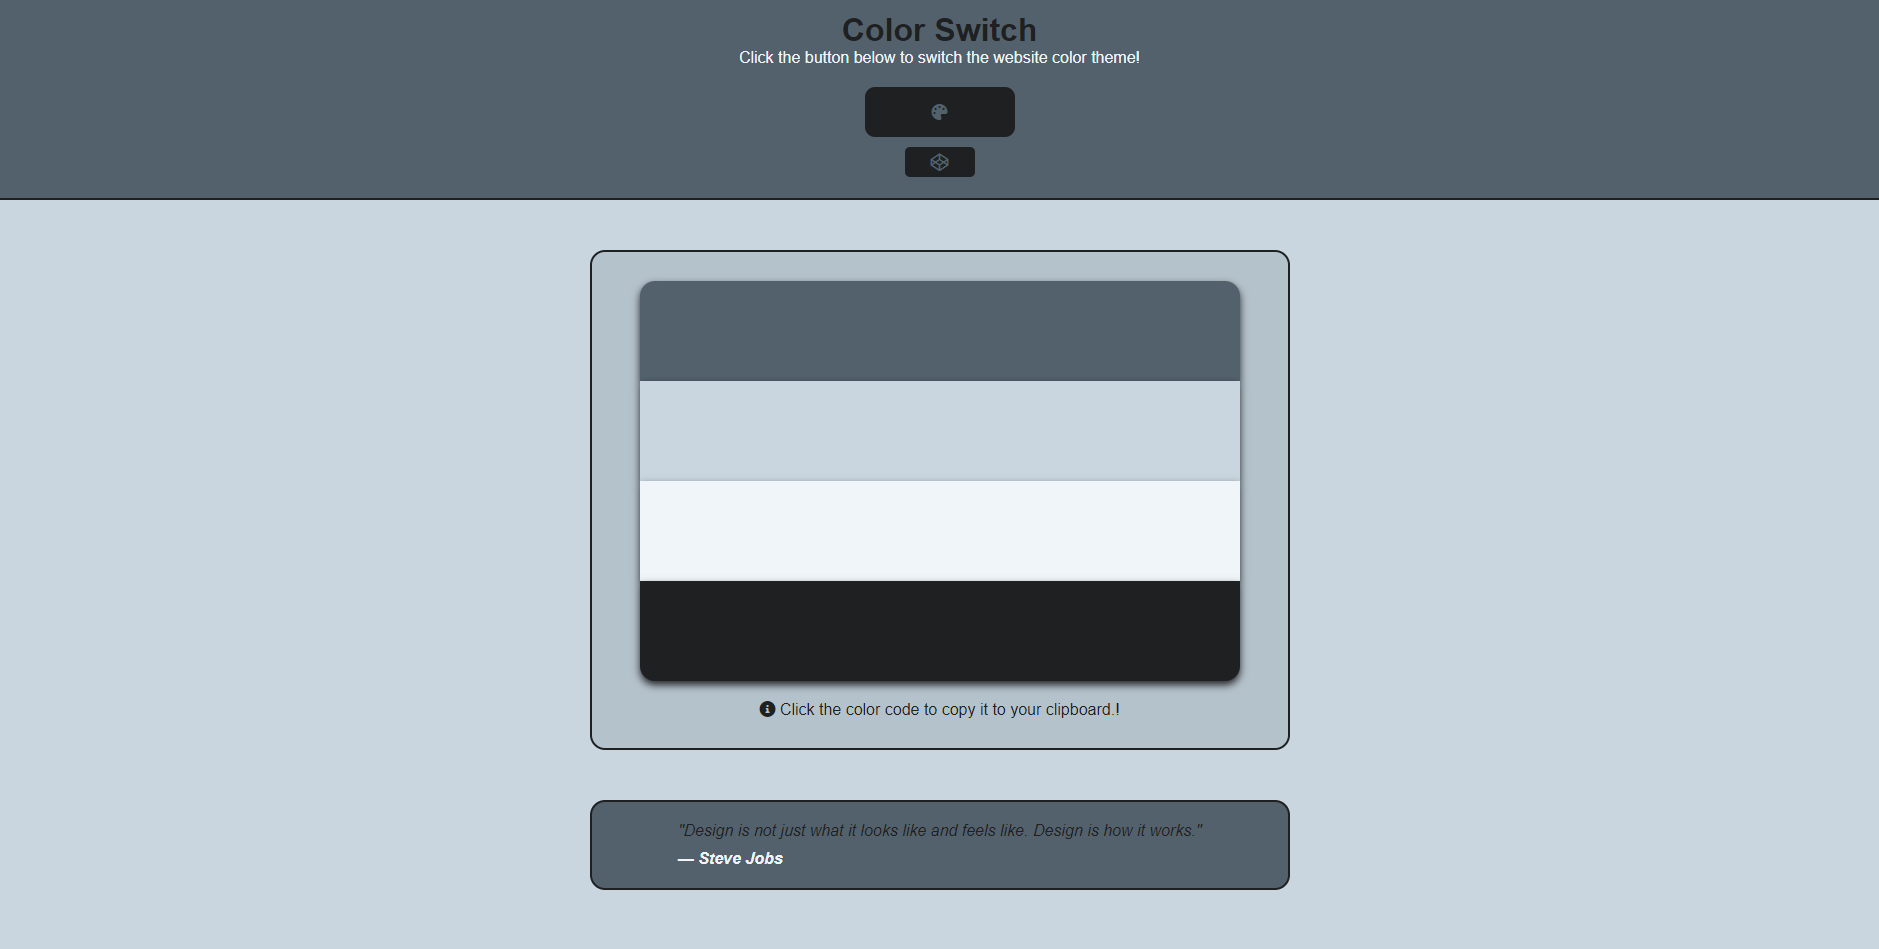 Color Switch
Click the button below to switch the website color theme!
Click the color code to copy it to your clipboard.!
"Design is not just what it looks like and feels like. Design is how it works."
— Steve Jobs